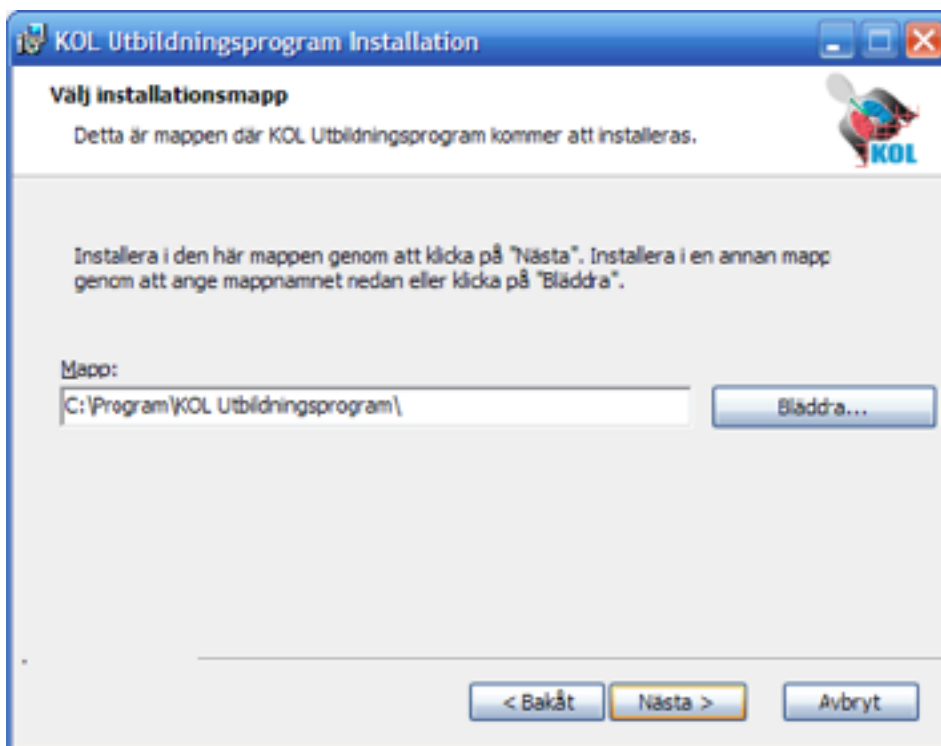 KOL Utbildningsprogram Installation
Välj installationsmapp
Detta är mappen där KOL Utbildningsprogram kommer att installeras.
KOL
Installera i den här mappen genom att klicka på "Nästa". Installera i en annan mapp
genom att ange mappnamnet nedan eller klicka på "Bläddra".
Mapp:
C:\Program\KOL Utbildningsprogram\
Bläddra...
< Bakåt
Nästa >
Avbryt